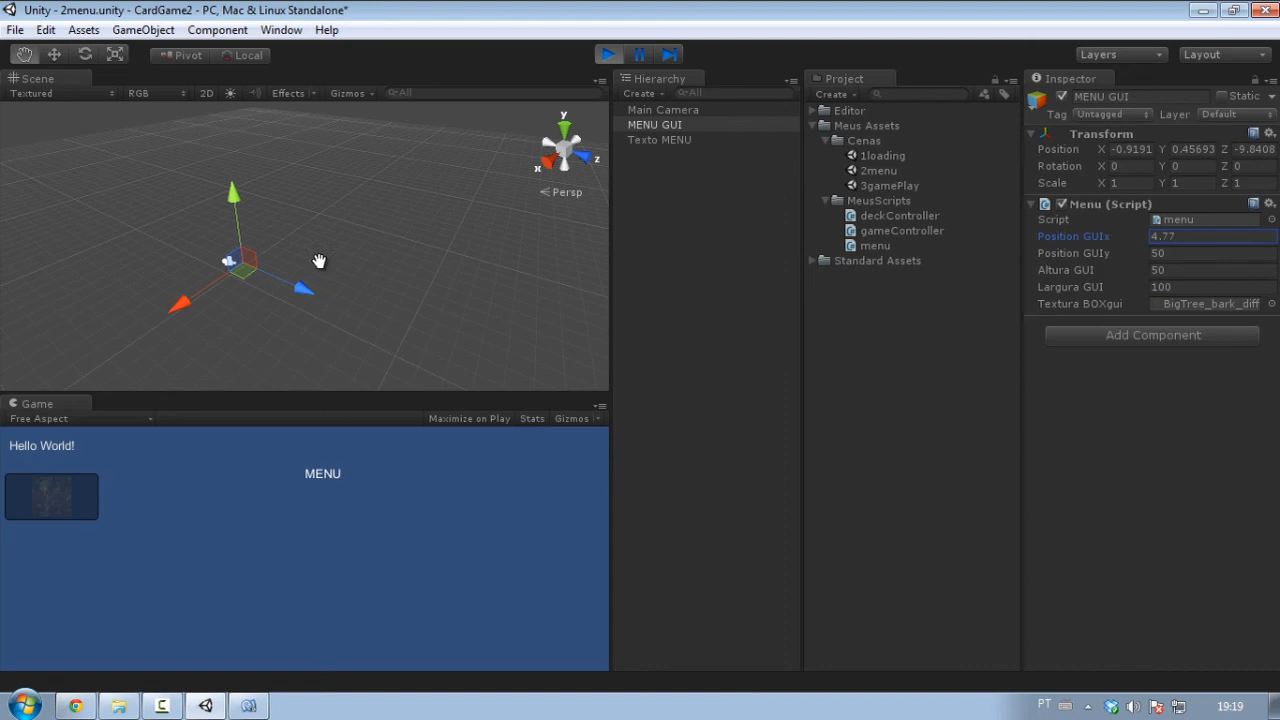 Unity - 2menu.unity - CardGame2 - PC, Mac & Linux Standalone*
File Edit Assets GameObject Component Window Help
Pivot Local Layers Layout
Scene
Textured RGB 2D Effects Gizmos All
y
x
z
Persp
Game
Free Aspect Maximize on Play Stats Gizmos
Hello World!
MENU
Hierarchy
Create All
Main Camera
MENU GUI
Texto MENU
Project
Create
Editor
Meus Assets
Cenas
1loading
2menu
3gamePlay
MeusScripts
deckController
gameController
menu
Standard Assets
Inspector
MENU GUI Static
Tag Untagged Layer Default
Transform
Position X -0.9191 Y 0.45693 Z -9.8408
Rotation X 0 Y 0 Z 0
Scale X 1 Y 1 Z 1
Menu (Script)
Script menu
Position GUIx 4.77
Position GUIy 50
Altura GUI 50
Largura GUI 100
Textura BOXgui BigTree_bark_diff
Add Component
PT 19:19